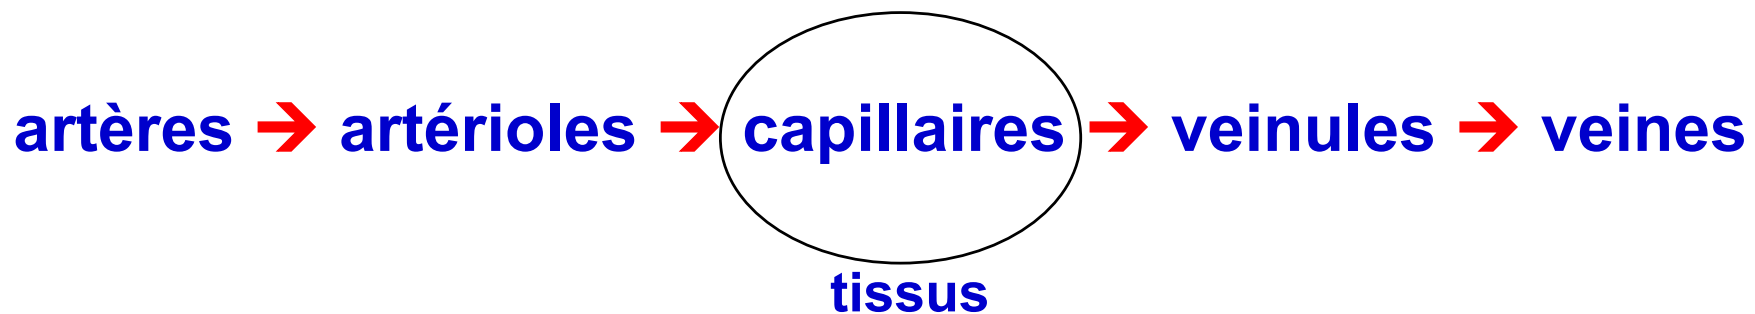 artères ➔ artérioles ➔ capillaires ➔ veinules ➔ veines
tissus